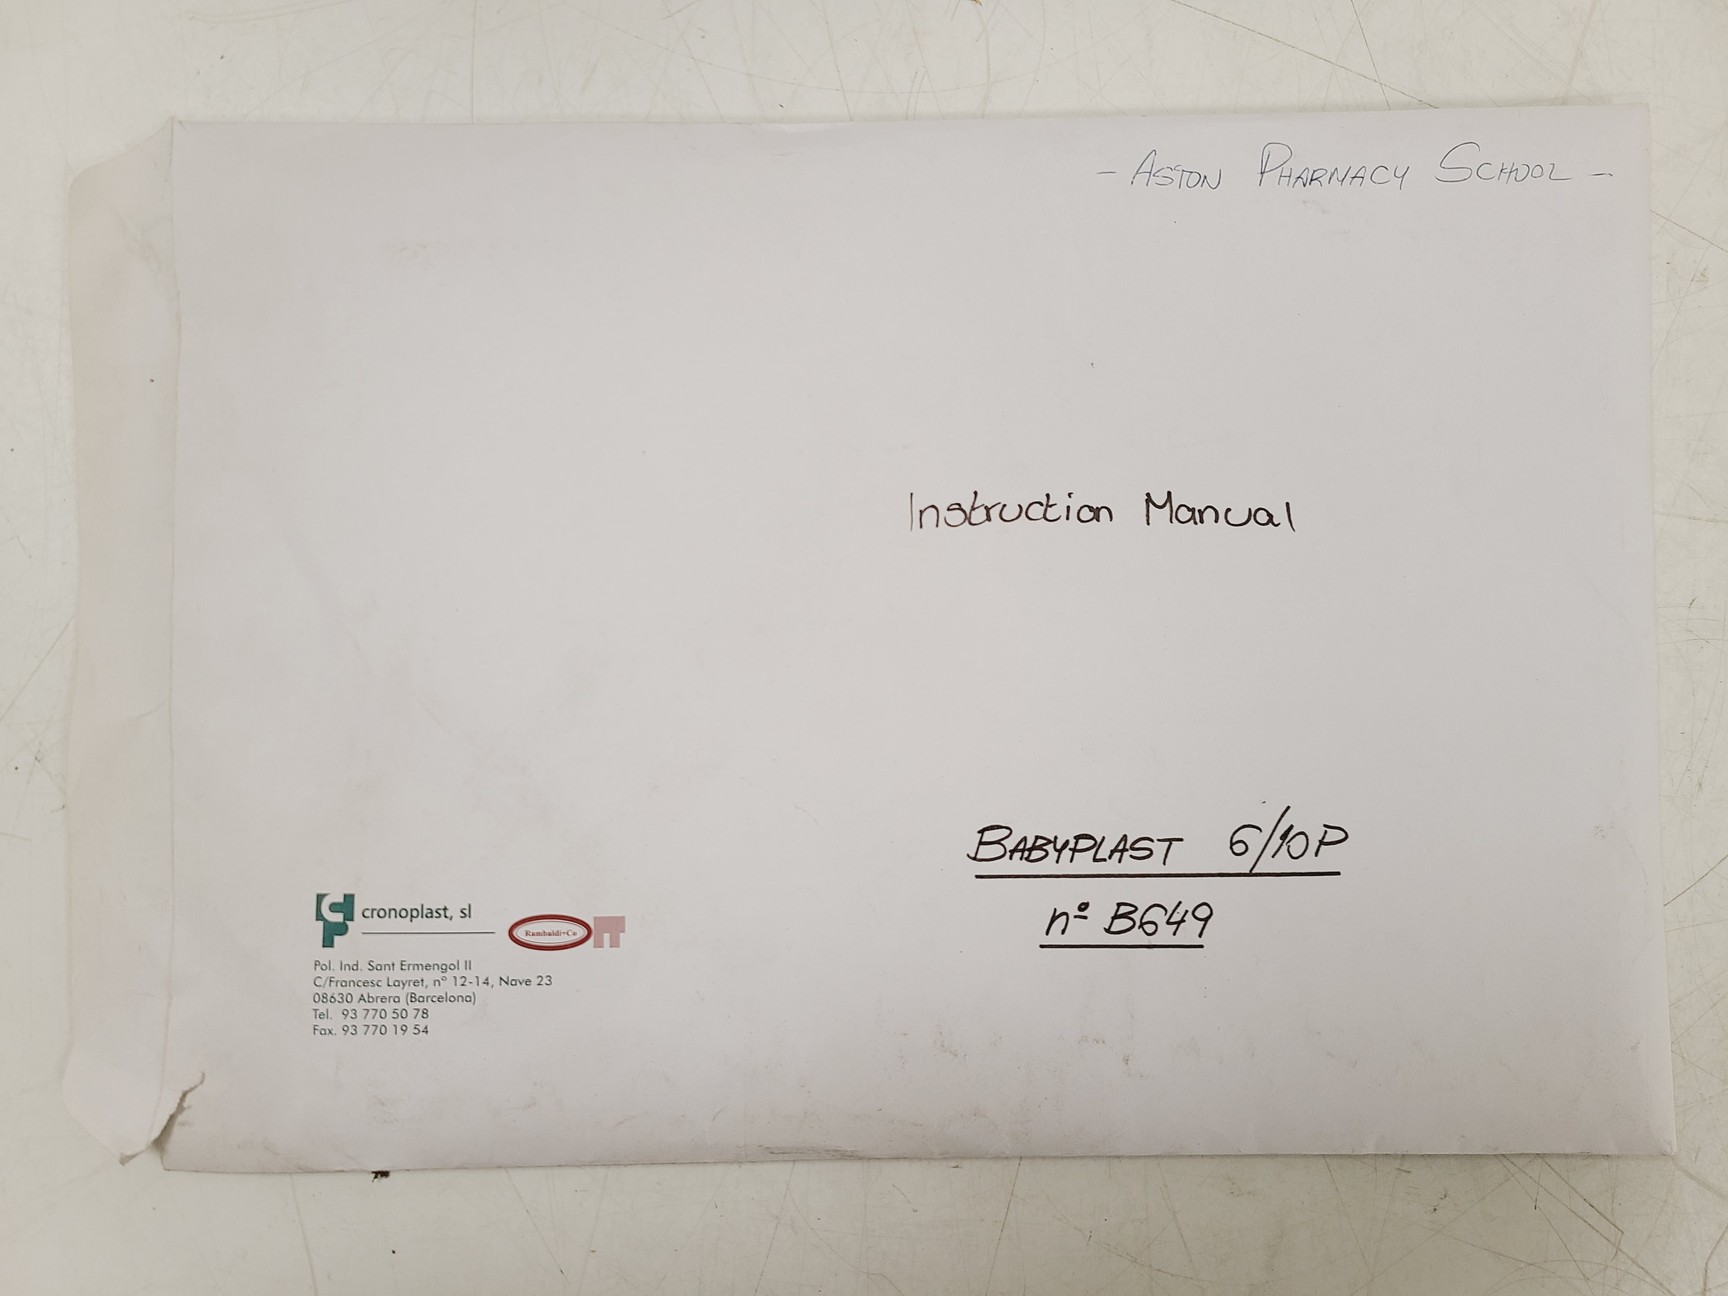 - ASTON PHARMACY SCHOOL -
Instruction Manual
BABYPLAST 6/10P
nº B649
CP
cronoplast, sl
Rambaldi+Co
IT
Pol. Ind. Sant Ermengol II
C/Francesc Layret, nº 12-14, Nave 23
08630 Abrera (Barcelona)
Tel. 93 770 50 78
Fax. 93 770 19 54